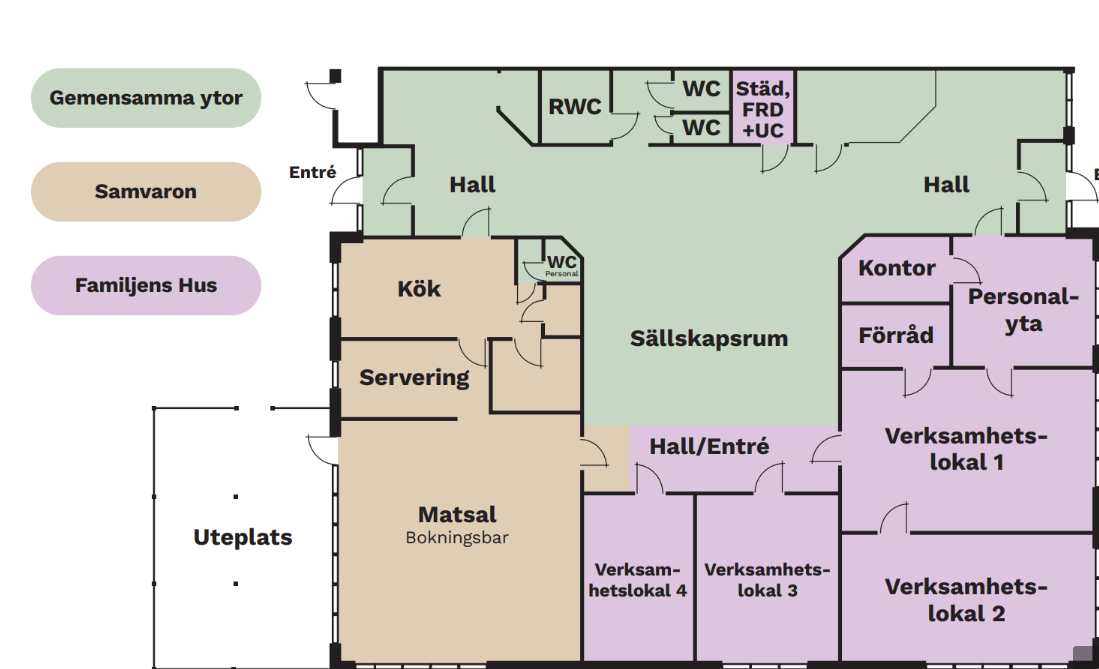 Gemensamma ytor
Samvaron
Familjens Hus
Entré
RWC
WC
WC
Städ,
FRD
+UC
Hall
Hall
WC
Personal
Kök
Kontor
Personal-
yta
Förråd
Sällskapsrum
Servering
Hall/Entré
Verksamhets-
lokal 1
Matsal
Bokningsbar
Uteplats
Verksam-
hetslokal 4
Verksamhets-
lokal 3
Verksamhets-
lokal 2